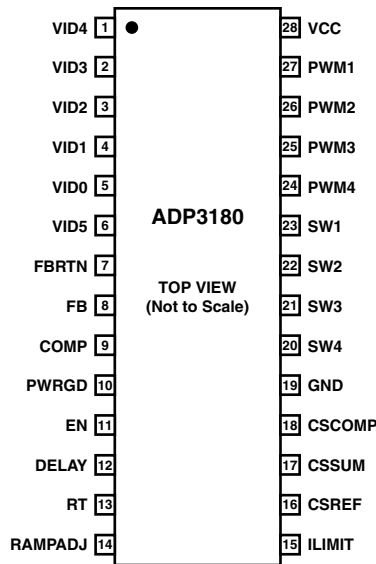 VID4 1
VID3 2
VID2 3
VID1 4
VID0 5
VID5 6
FBRTN 7
FB 8
COMP 9
PWRGD 10
EN 11
DELAY 12
RT 13
RAMPADJ 14
ADP3180
TOP VIEW
(Not to Scale)
28 VCC
27 PWM1
26 PWM2
25 PWM3
24 PWM4
23 SW1
22 SW2
21 SW3
20 SW4
19 GND
18 CSCOMP
17 CSSUM
16 CSREF
15 ILIMIT